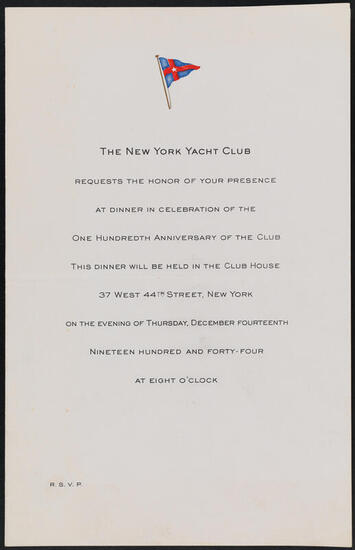 The New York Yacht Club
requests the honor of your presence
at dinner in celebration of the
One Hundredth Anniversary of the Club
This dinner will be held in the Club House
37 West 44th Street, New York
on the evening of Thursday, December fourteenth
Nineteen hundred and forty-four
at eight o'clock
R. S. V. P.